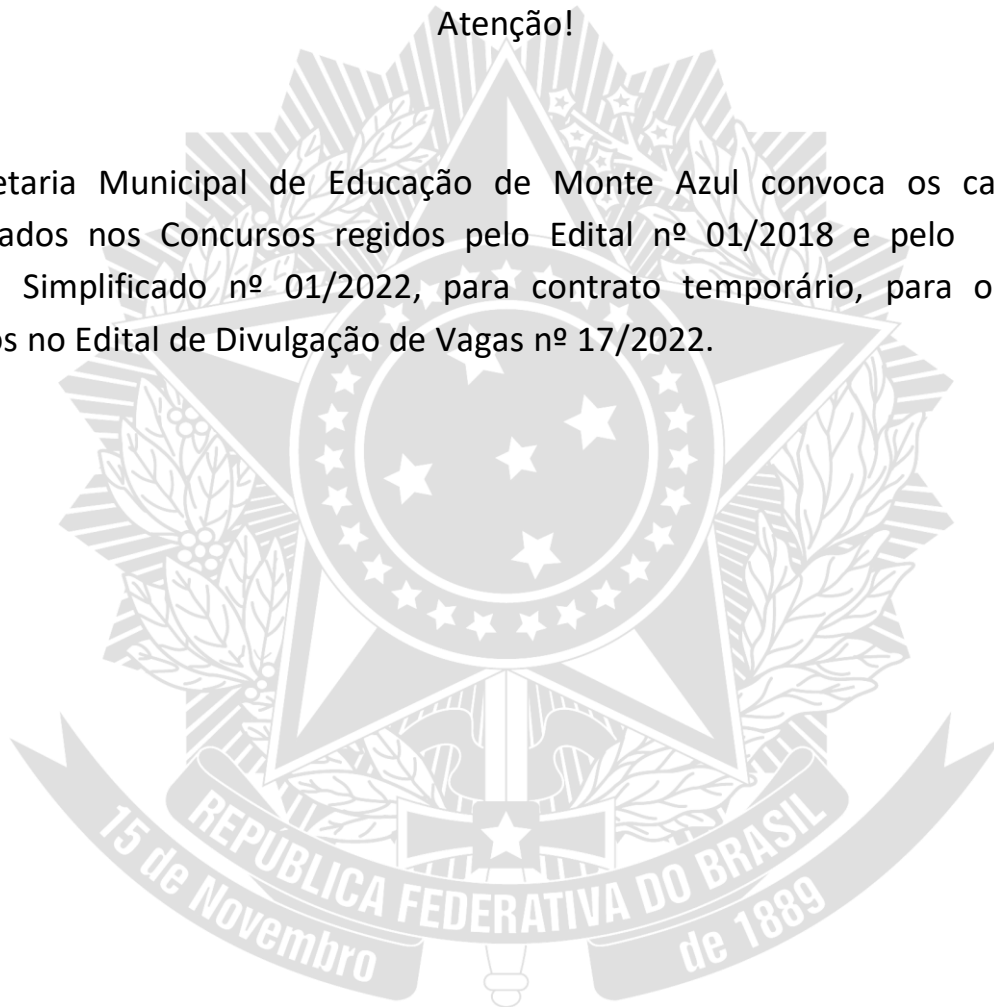 Atenção!
etaria Municipal de Educação de Monte Azul convoca os ca
ados nos Concursos regidos pelo Edital nº 01/2018 e pelo
Simplificado nº 01/2022, para contrato temporário, para o
os no Edital de Divulgação de Vagas nº 17/2022.
REPÚBLICA FEDERATIVA DO BRASIL
15 de Novembro de 1889